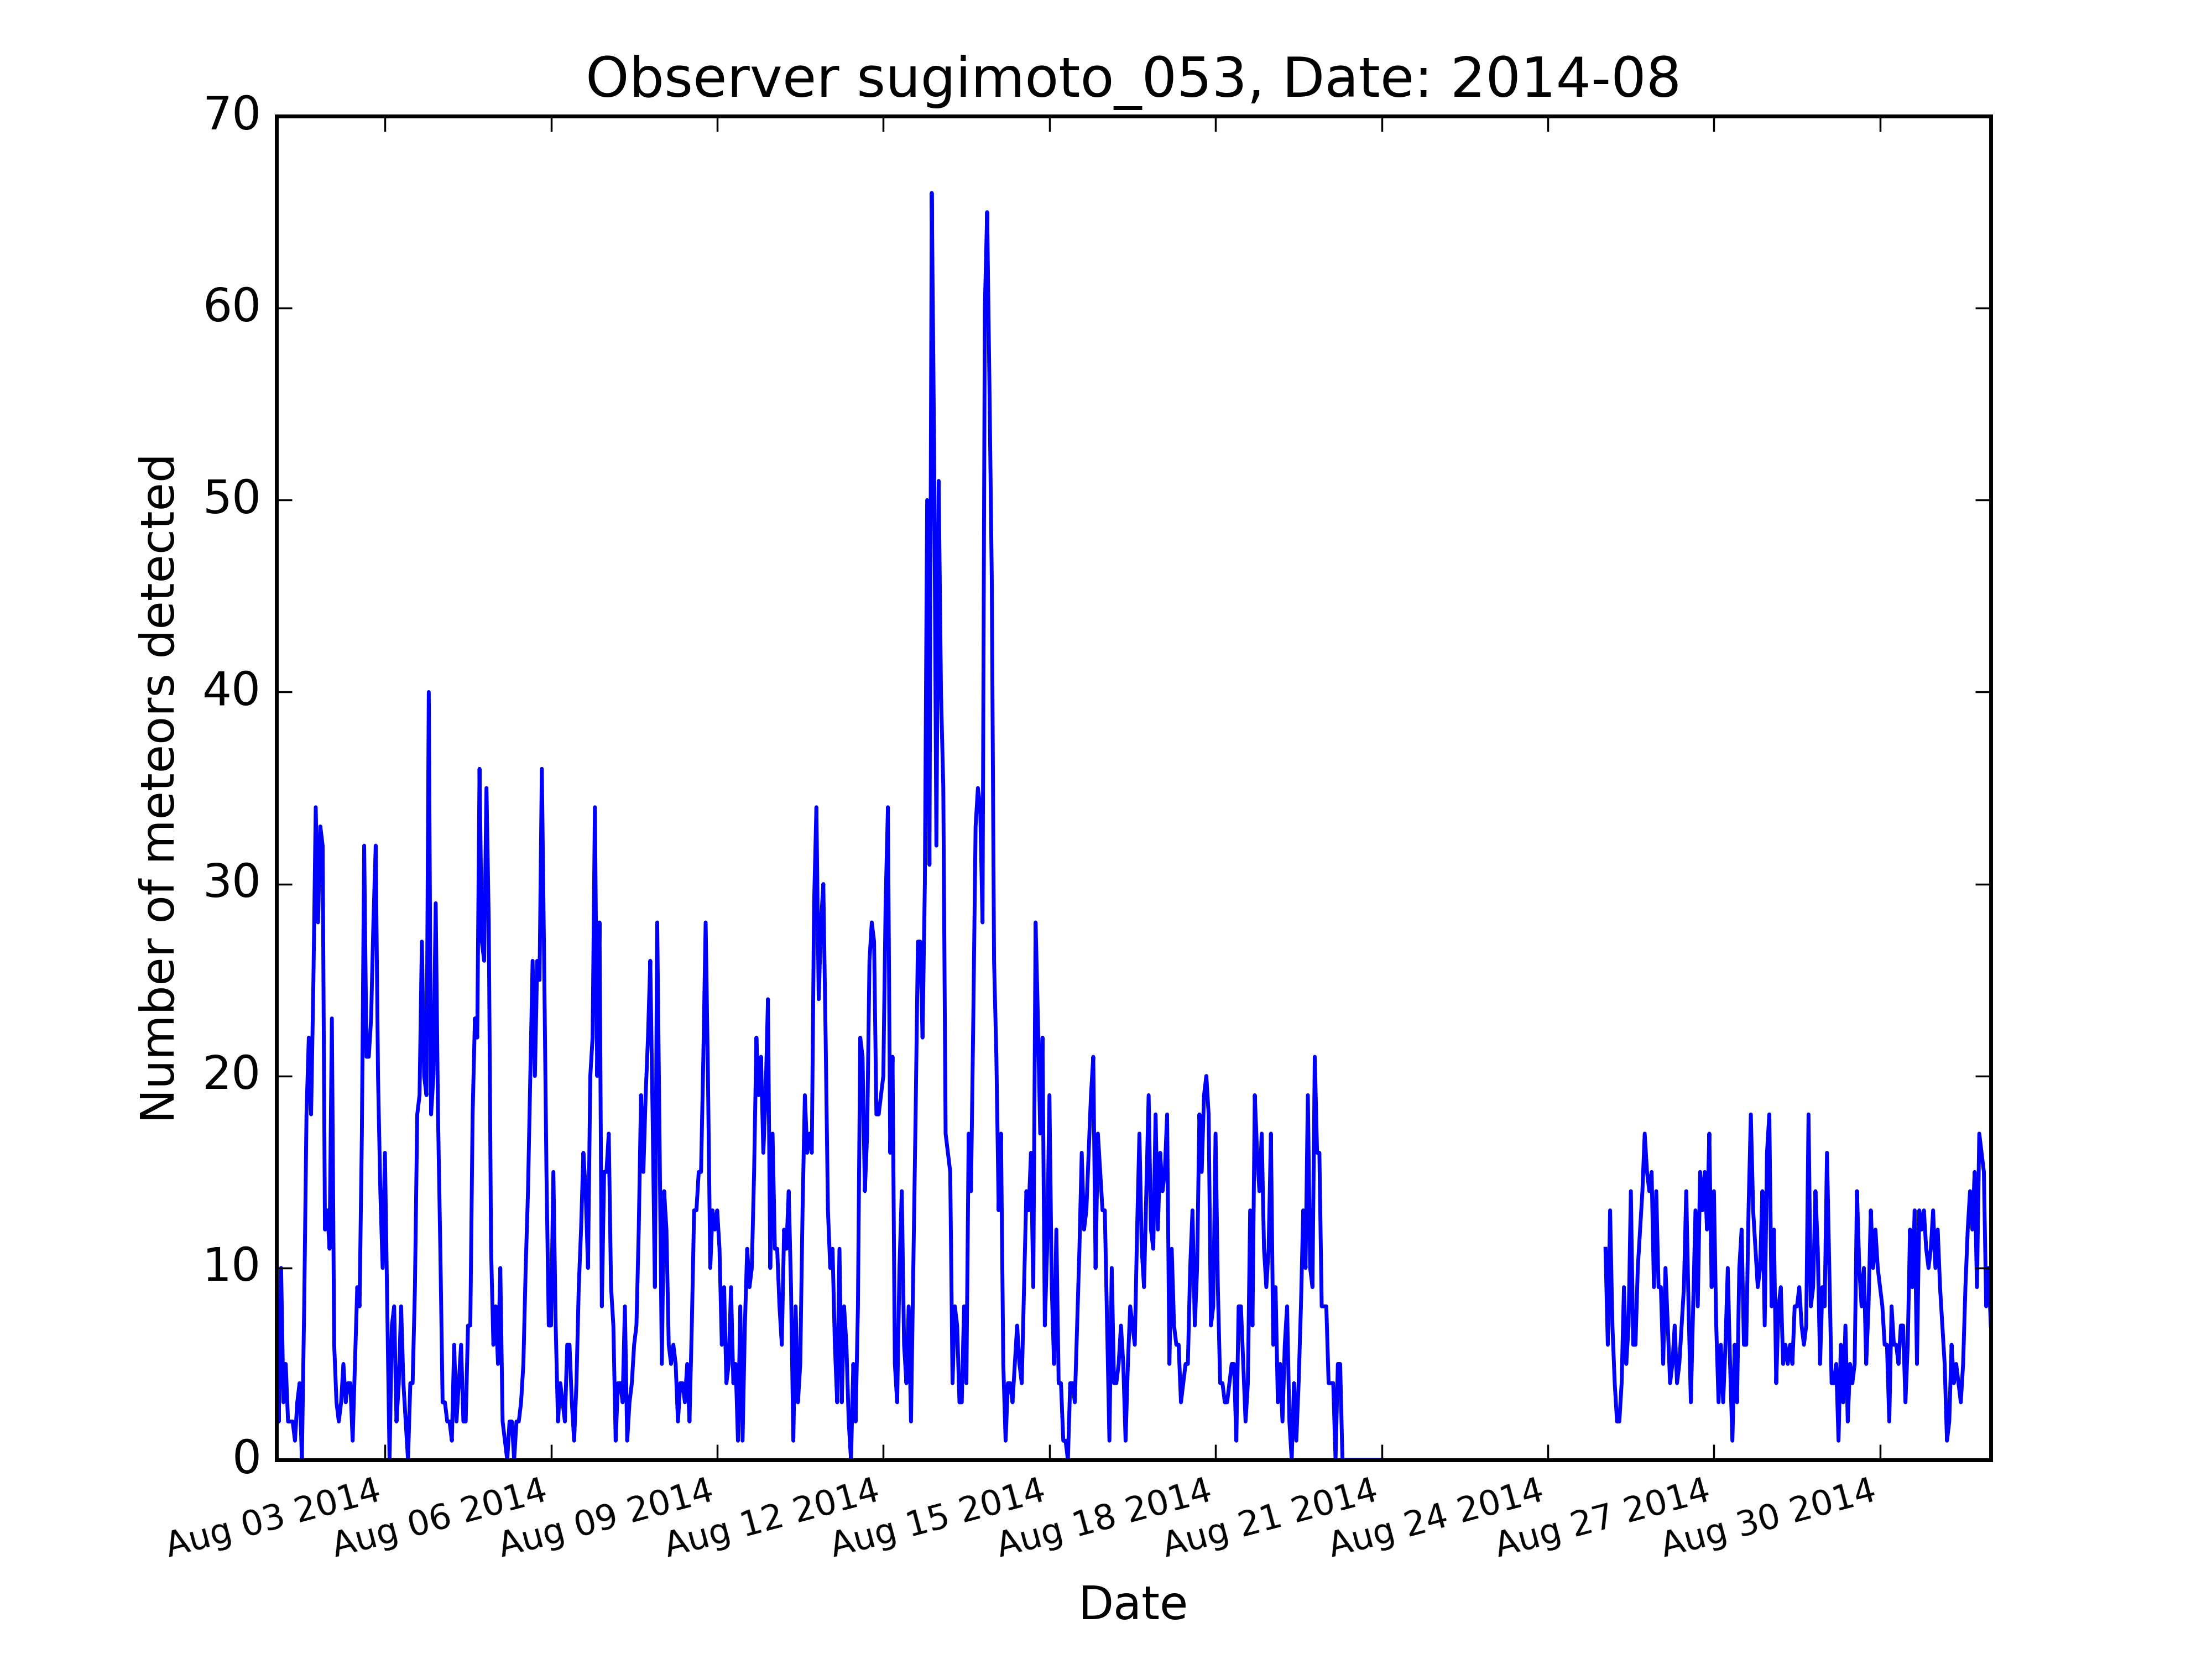 Observer sugimoto_053, Date: 2014-08
70
60
50
40
30
20
10
0
Number of meteors detected
Aug 03 2014
Aug 06 2014
Aug 09 2014
Aug 12 2014
Aug 15 2014
Aug 18 2014
Aug 21 2014
Aug 24 2014
Aug 27 2014
Aug 30 2014
Date